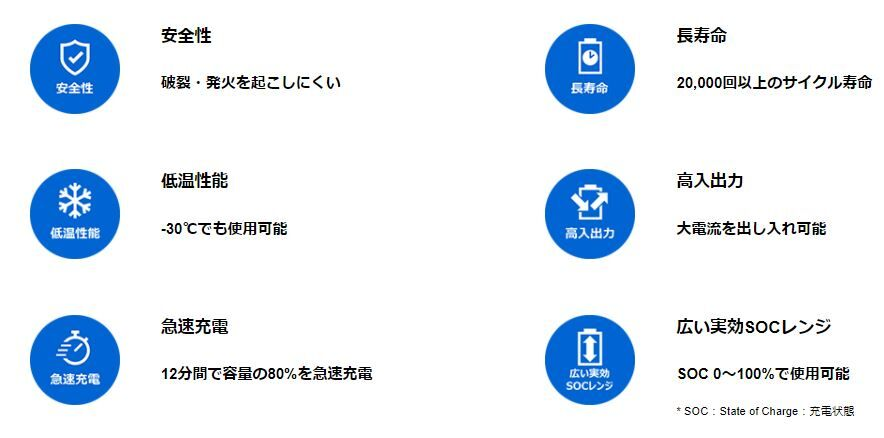 安全性
安全性
破裂・発火を起こしにくい
長寿命
長寿命
20,000回以上のサイクル寿命
低温性能
低温性能
-30℃でも使用可能
高入出力
高入出力
大電流を出し入れ可能
急速充電
急速充電
12分間で容量の80%を急速充電
広い実効SOCレンジ
広い実効
SOCレンジ
SOC 0～100%で使用可能
* SOC：State of Charge：充電状態